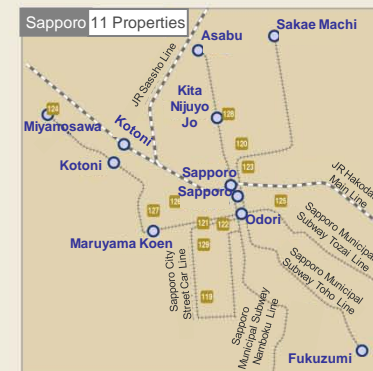 Sapporo 11 Properties
Asabu
Sakae Machi
JR Sassho Line
Kita
Nijuyo
Jo
124
Miyanosawa
128
Kotoni
Kotoni
120
123
Sapporo
Sapporo
JR Hakodate
Main Line
126
125
127
121
122
Odori
Maruyama Koen
129
119
Sapporo City
Street Car Line
Sapporo Municipal
Subway Tozai Line
Sapporo Municipal
Subway Toho Line
Sapporo
Municipal Subway
Namboku Line
Fukuzumi